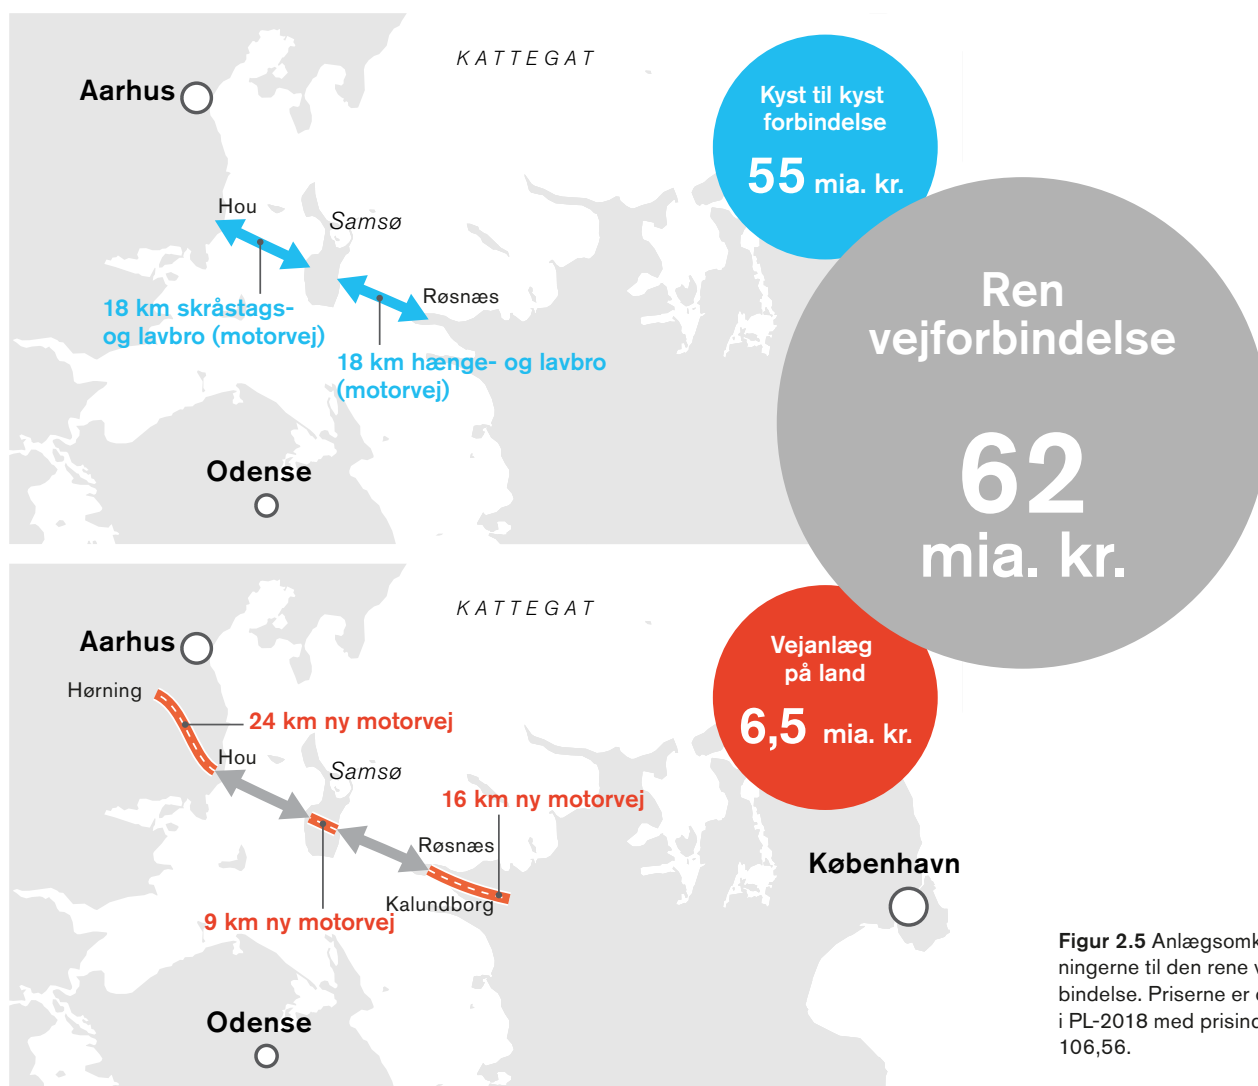 KATTEGAT
Aarhus
Hou
Samsø
Røsnæs
18 km skråstags-
og lavbro (motorvej)
18 km hænge- og lavbro
(motorvej)
Odense
Kyst til kyst
forbindelse
55 mia. kr.
Ren
vejforbindelse
62
mia. kr.
KATTEGAT
Aarhus
Hørning
24 km ny motorvej
Hou
Samsø
16 km ny motorvej
Røsnæs
Kalundborg
9 km ny motorvej
Odense
København
Vejanlæg
på land
6,5 mia. kr.
Figur 2.5
ningerne til den rene
bindelse. Priserne er
i PL-2018 med
106,56.